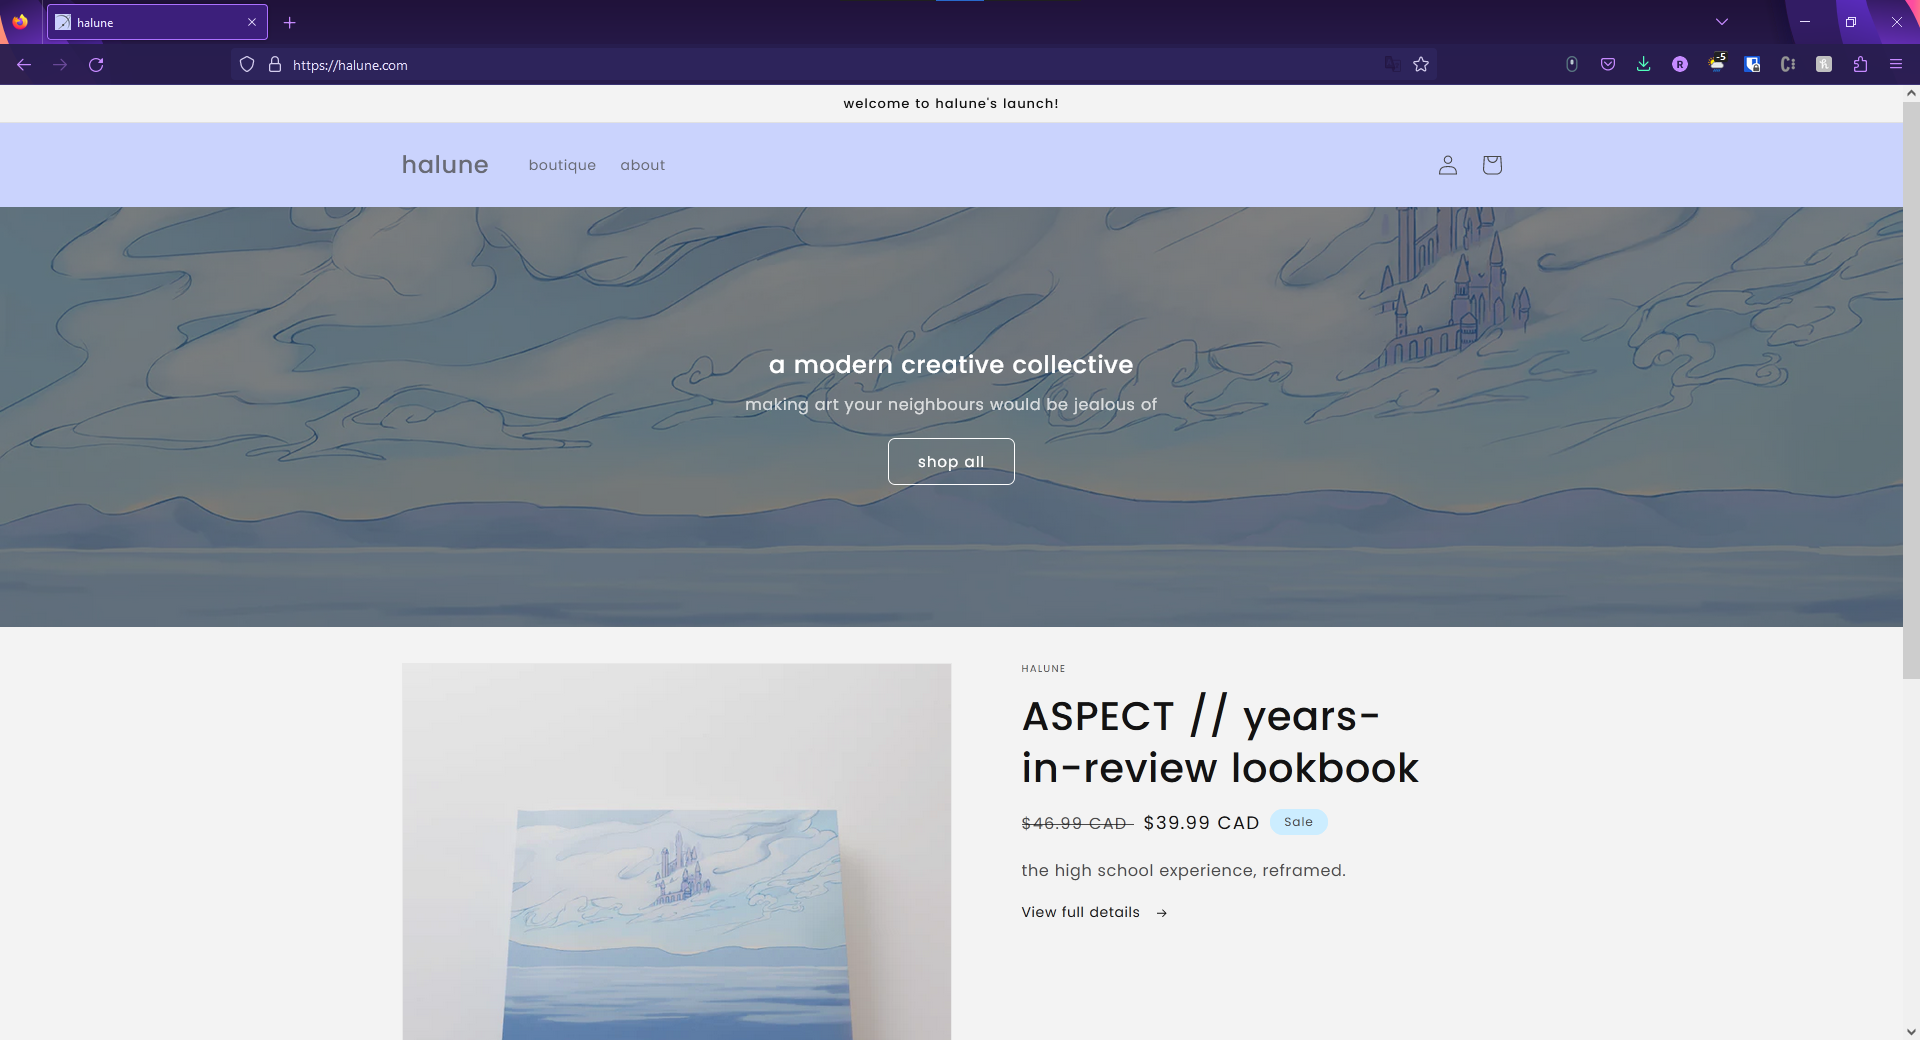 halune
https://halune.com
-5
R
welcome to halune's launch!
halune
boutique
about
a modern creative collective
making art your neighbours would be jealous of
shop all
HALUNE
ASPECT // years-
in-review lookbook
$46.99 CAD $39.99 CAD Sale
the high school experience, reframed.
View full details →